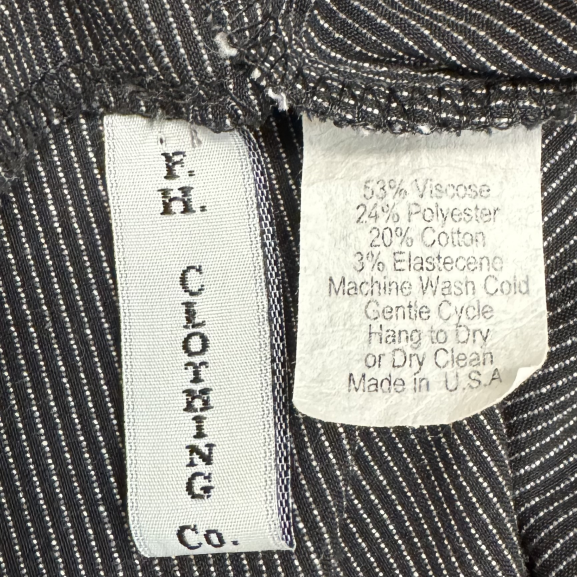 F.
H.
CLOTHING
Co.
53% Viscose
24% Polyester
20% Cotton
3% Elastecene
Machine Wash Cold
Gentle Cycle
Hang to Dry
or Dry Clean
Made in U.S.A